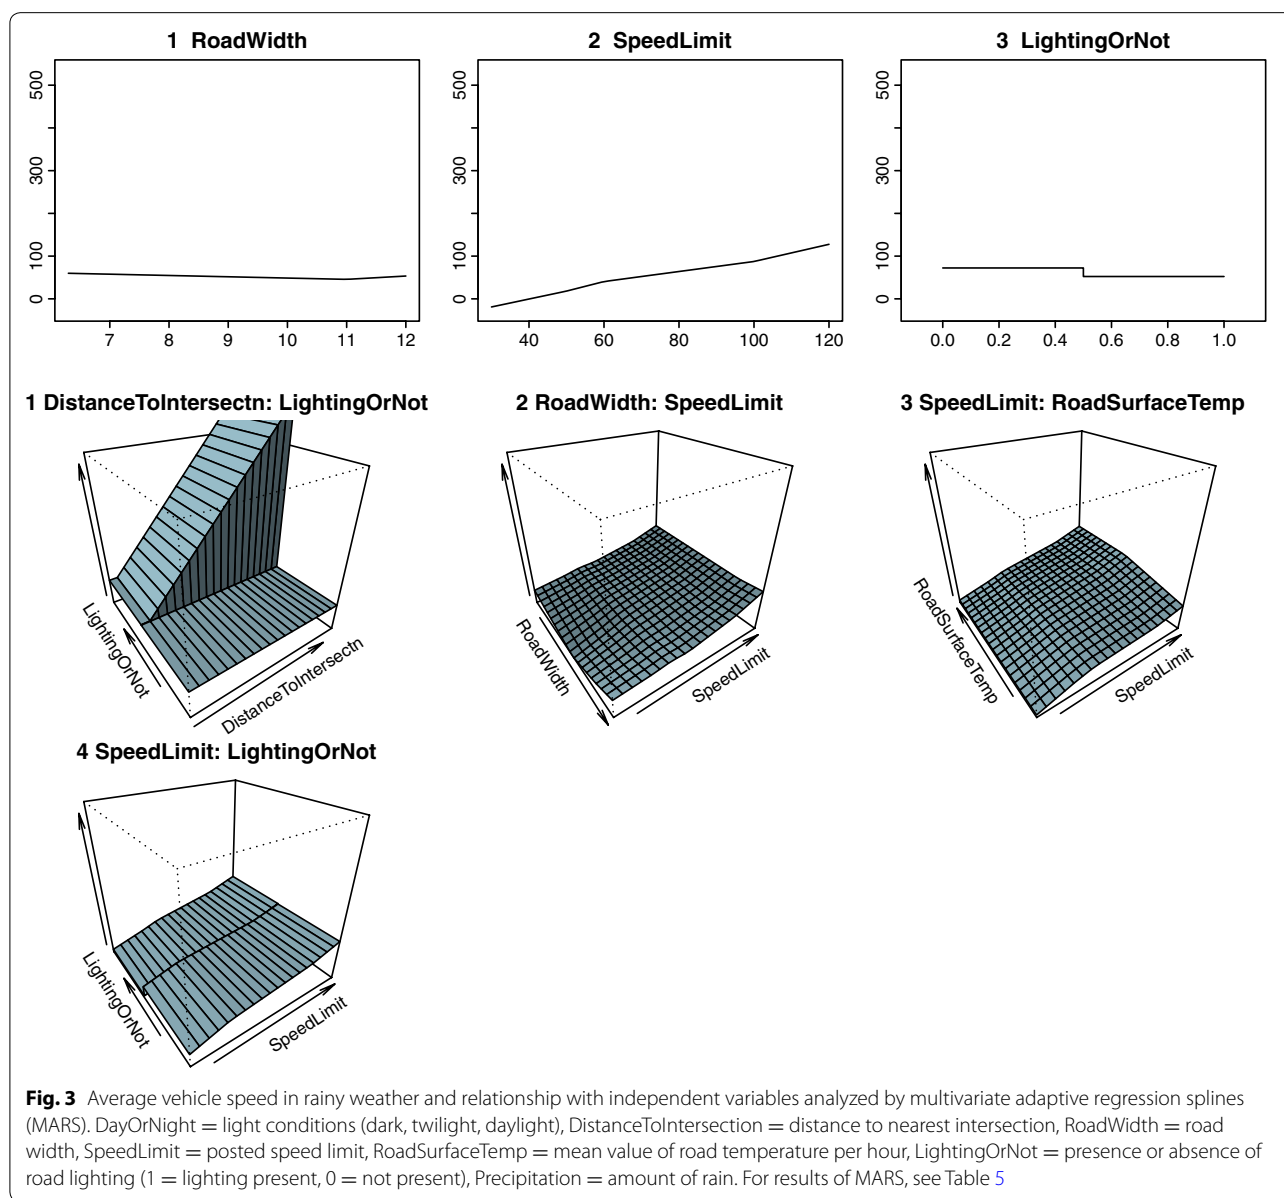 1 RoadWidth
2 SpeedLimit
3 LightingOrNot
0 100 300 500
7 8 9 10 11 12
0 100 300 500
40 60 80 100 120
0 100 300 500
0.0 0.2 0.4 0.6 0.8 1.0
1 DistanceToIntersectn: LightingOrNot
LightingOrNot
DistanceToIntersectn
2 RoadWidth: SpeedLimit
RoadWidth
SpeedLimit
3 SpeedLimit: RoadSurfaceTemp
RoadSurfaceTemp
SpeedLimit
4 SpeedLimit: LightingOrNot
LightingOrNot
SpeedLimit
Fig. 3 Average vehicle speed in rainy weather and relationship with independent variables analyzed by multivariate adaptive regression splines
(MARS). DayOrNight = light conditions (dark, twilight, daylight), DistanceToIntersection = distance to nearest intersection, RoadWidth = road
width, SpeedLimit = posted speed limit, RoadSurfaceTemp = mean value of road temperature per hour, LightingOrNot = presence or absence of
road lighting (1 = lighting present, 0 = not present), Precipitation = amount of rain. For results of MARS, see Table 5